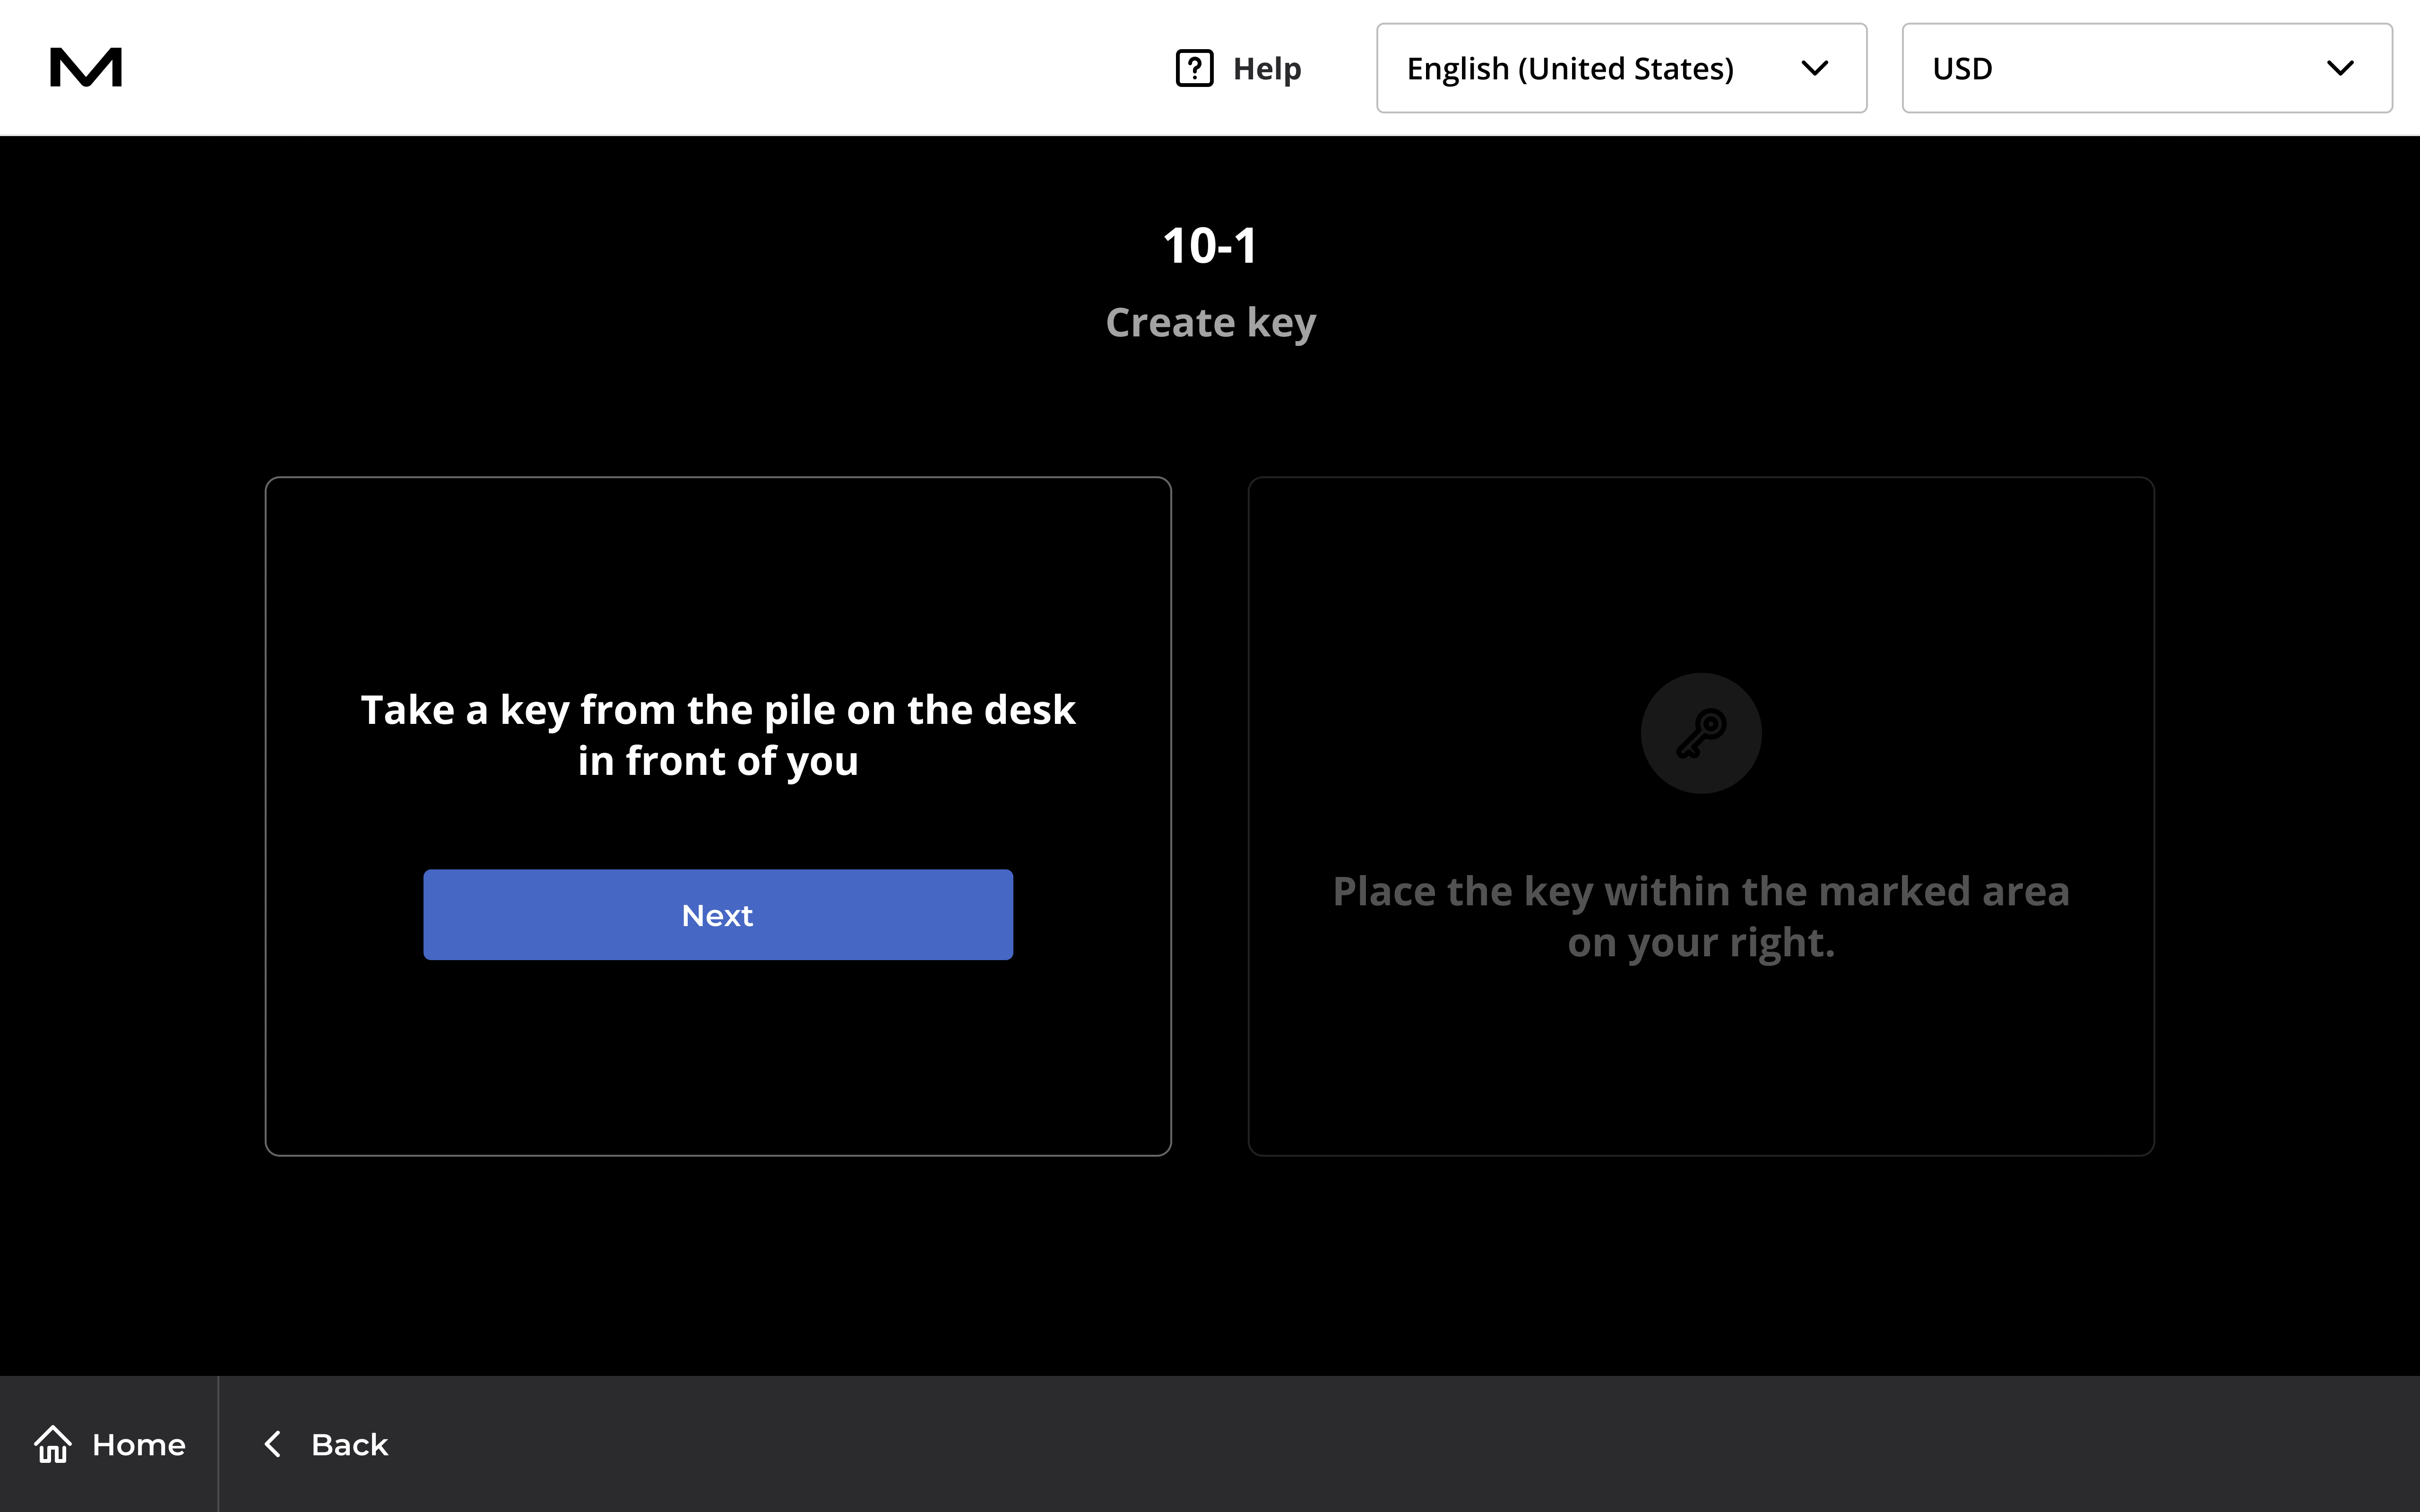 Help
English (United States)
USD
10-1
Create key
Take a key from the pile on the desk
in front of you
Next
Place the key within the marked area
on your right.
Home
Back